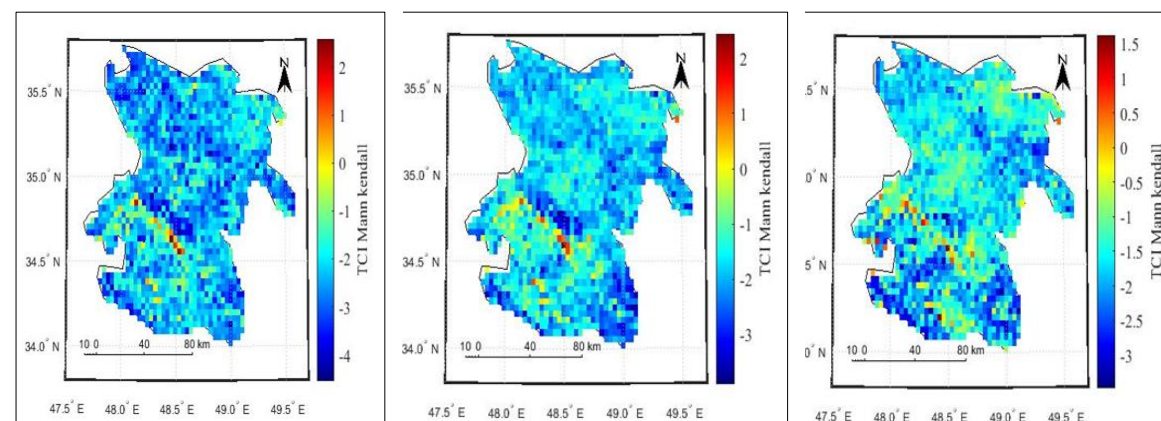 N
35.5° N
35.0° N
34.5° N
34.0° N
10 0 40 80 km
47.5° E 48.0° E 48.5° E 49.0° E 49.5° E
2
1
0
-1
-2
-3
-4
TCI Mann kendall
N
35.5° N
35.0° N
34.5° N
34.0° N
10 0 40 80 km
47.5° E 48.0° E 48.5° E 49.0° E 49.5° E
2
1
0
-1
-2
-3
TCI Mann kendall
N
5° N
0° N
5° N
0° N
10 0 40 80 km
47.5° E 48.0° E 48.5° E 49.0° E 49.5° E
1.5
1
0.5
0
-0.5
-1
-1.5
-2
-2.5
-3
TCI Mann kendall